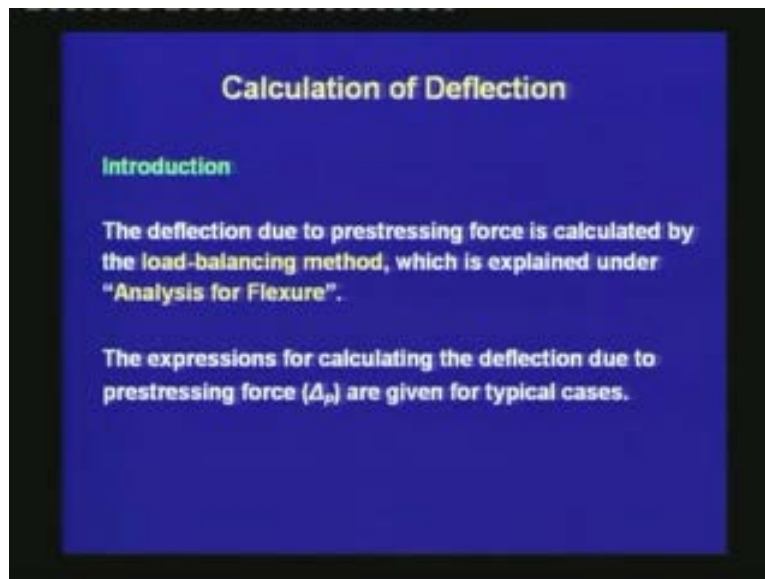 Calculation of Deflection
Introduction
The deflection due to prestressing force is calculated by
the load-balancing method, which is explained under
“Analysis for Flexure”.
The expressions for calculating the deflection due to
prestressing force (Δₚ) are given for typical cases.